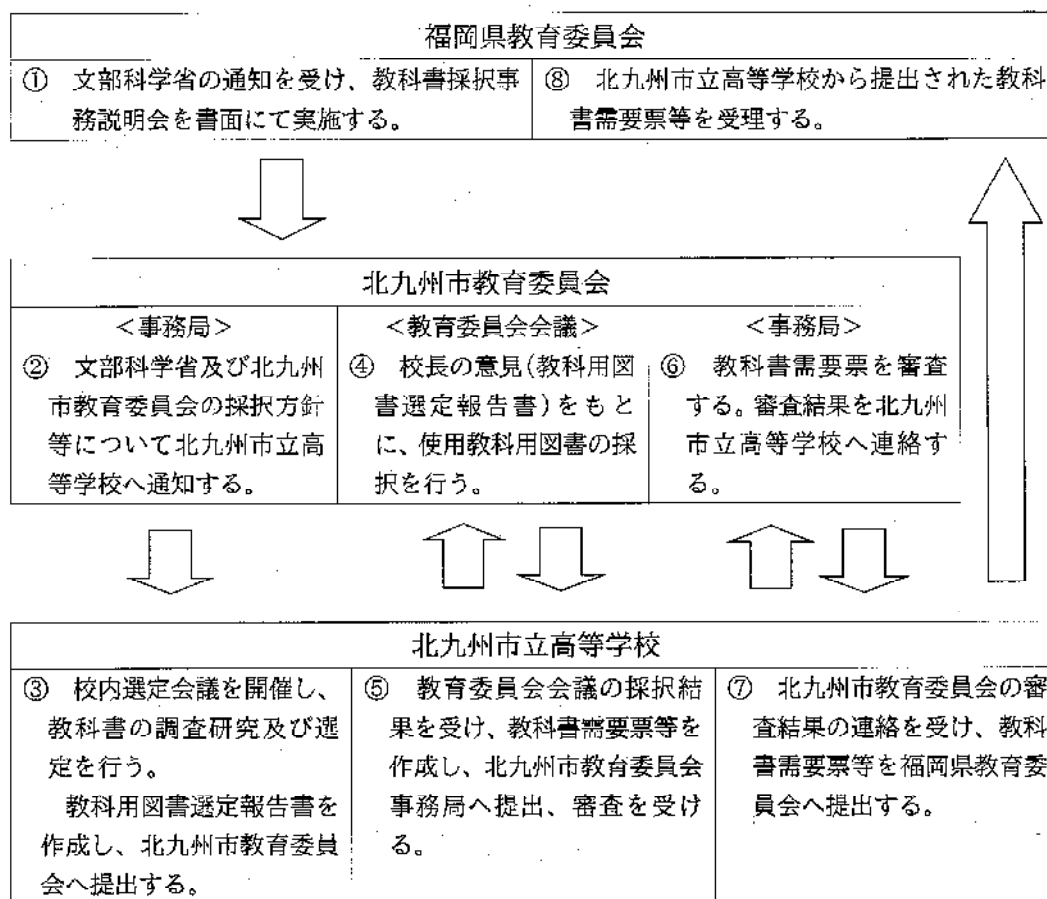 福岡県教育委員会
① 文部科学省の通知を受け、教科書採択事
務説明会を書面にて実施する。
⑧ 北九州市立高等学校から提出された教科
書需要票等を受理する。
北九州市教育委員会
＜事務局＞
② 文部科学省及び北九州
市教育委員会の採択方針
等について北九州市立高
等学校へ通知する。
＜教育委員会会議＞
④ 校長の意見(教科用図
書選定報告書)をもと
に、使用教科用図書の採
択を行う。
＜事務局＞
⑥ 教科書需要票を審査
する。審査結果を北九州
市立高等学校へ連絡す
る。
北九州市立高等学校
③ 校内選定会議を開催し、
教科書の調査研究及び選
定を行う。
教科用図書選定報告書を
作成し、北九州市教育委員
会へ提出する。
⑤ 教育委員会会議の採択結
果を受け、教科書需要票等を
作成し、北九州市教育委員会
事務局へ提出、審査を受け
る。
⑦ 北九州市教育委員会の審
査結果の連絡を受け、教科
書需要票等を福岡県教育委
員会へ提出する。